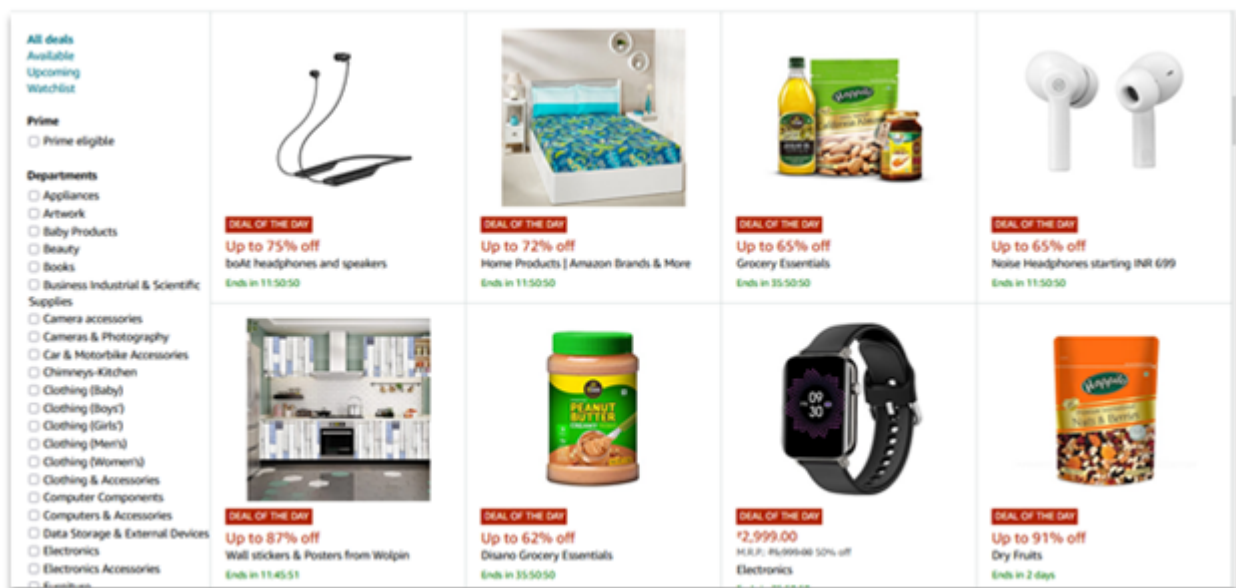 All deals
Available
Upcoming
Watchlist
Prime
Prime eligible
Departments
Appliances
Artwork
Baby Products
Beauty
Books
Business Industrial & Scientific
Supplies
Camera accessories
Cameras & Photography
Car & Motorbike Accessories
Chimneys-Kitchen
Clothing (Baby)
Clothing (Boys')
Clothing (Girls')
Clothing (Men's)
Clothing (Women's)
Clothing & Accessories
Computer Components
Computers & Accessories
Data Storage & External Devices
Electronics
Electronics Accessories
Furniture
DEAL OF THE DAY
Up to 75% off
boAt headphones and speakers
Ends in 11:50:50
DEAL OF THE DAY
Up to 72% off
Home Products | Amazon Brands & More
Ends in 11:50:50
Happilo
DEAL OF THE DAY
Up to 65% off
Grocery Essentials
Ends in 35:50:50
DEAL OF THE DAY
Up to 65% off
Noise Headphones starting INR 699
Ends in 11:50:50
DEAL OF THE DAY
Up to 87% off
Wall stickers & Posters from Wolpin
Ends in 11:45:51
PEANUT
BUTTER
CREAMY
DEAL OF THE DAY
Up to 62% off
Disano Grocery Essentials
Ends in 35:50:50
09
30
DEAL OF THE DAY
₹2,999.00
M.R.P.: ₹5,999.00 50% off
Electronics
Happilo
Nuts & Berries
DEAL OF THE DAY
Up to 91% off
Dry Fruits
Ends in 2 days